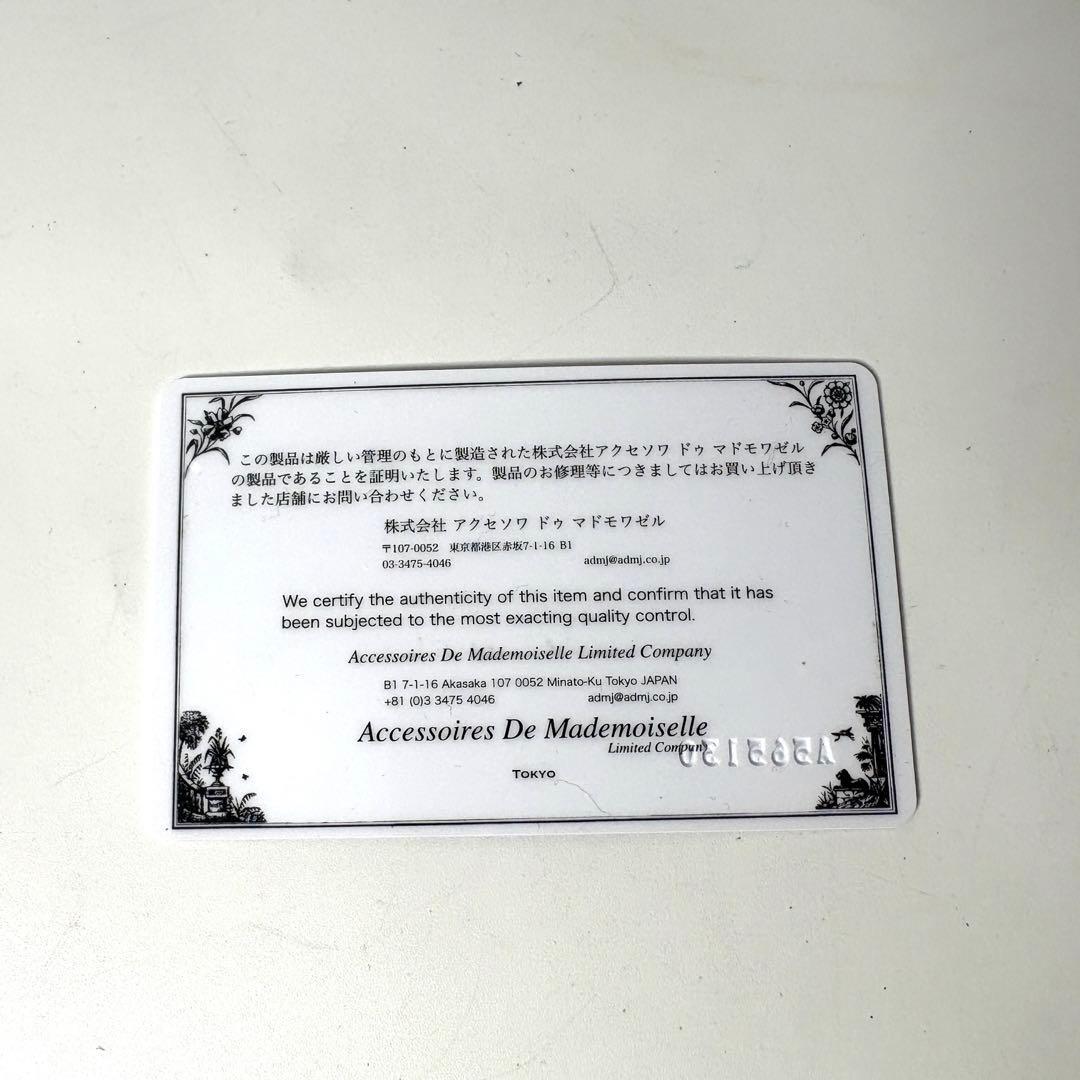 この製品は厳しい管理のもとに製造された株式会社アクセソワ ドゥ マドモワゼル
の製品であることを証明いたします。製品のお修理等につきましてはお買い上げ頂き
ました店舗にお問い合わせください。
株式会社 アクセソワ ドゥ マドモワゼル
〒107-0052 東京都港区赤坂7-1-16 B1
03-3475-4046 admj@admj.co.jp
We certify the authenticity of this item and confirm that it has
been subjected to the most exacting quality control.
Accessoires De Mademoiselle Limited Company
B1 7-1-16 Akasaka 107 0052 Minato-Ku Tokyo JAPAN
+81 (0)3 3475 4046 admj@admj.co.jp
Accessoires De Mademoiselle
Limited Company
A565130
TOKYO